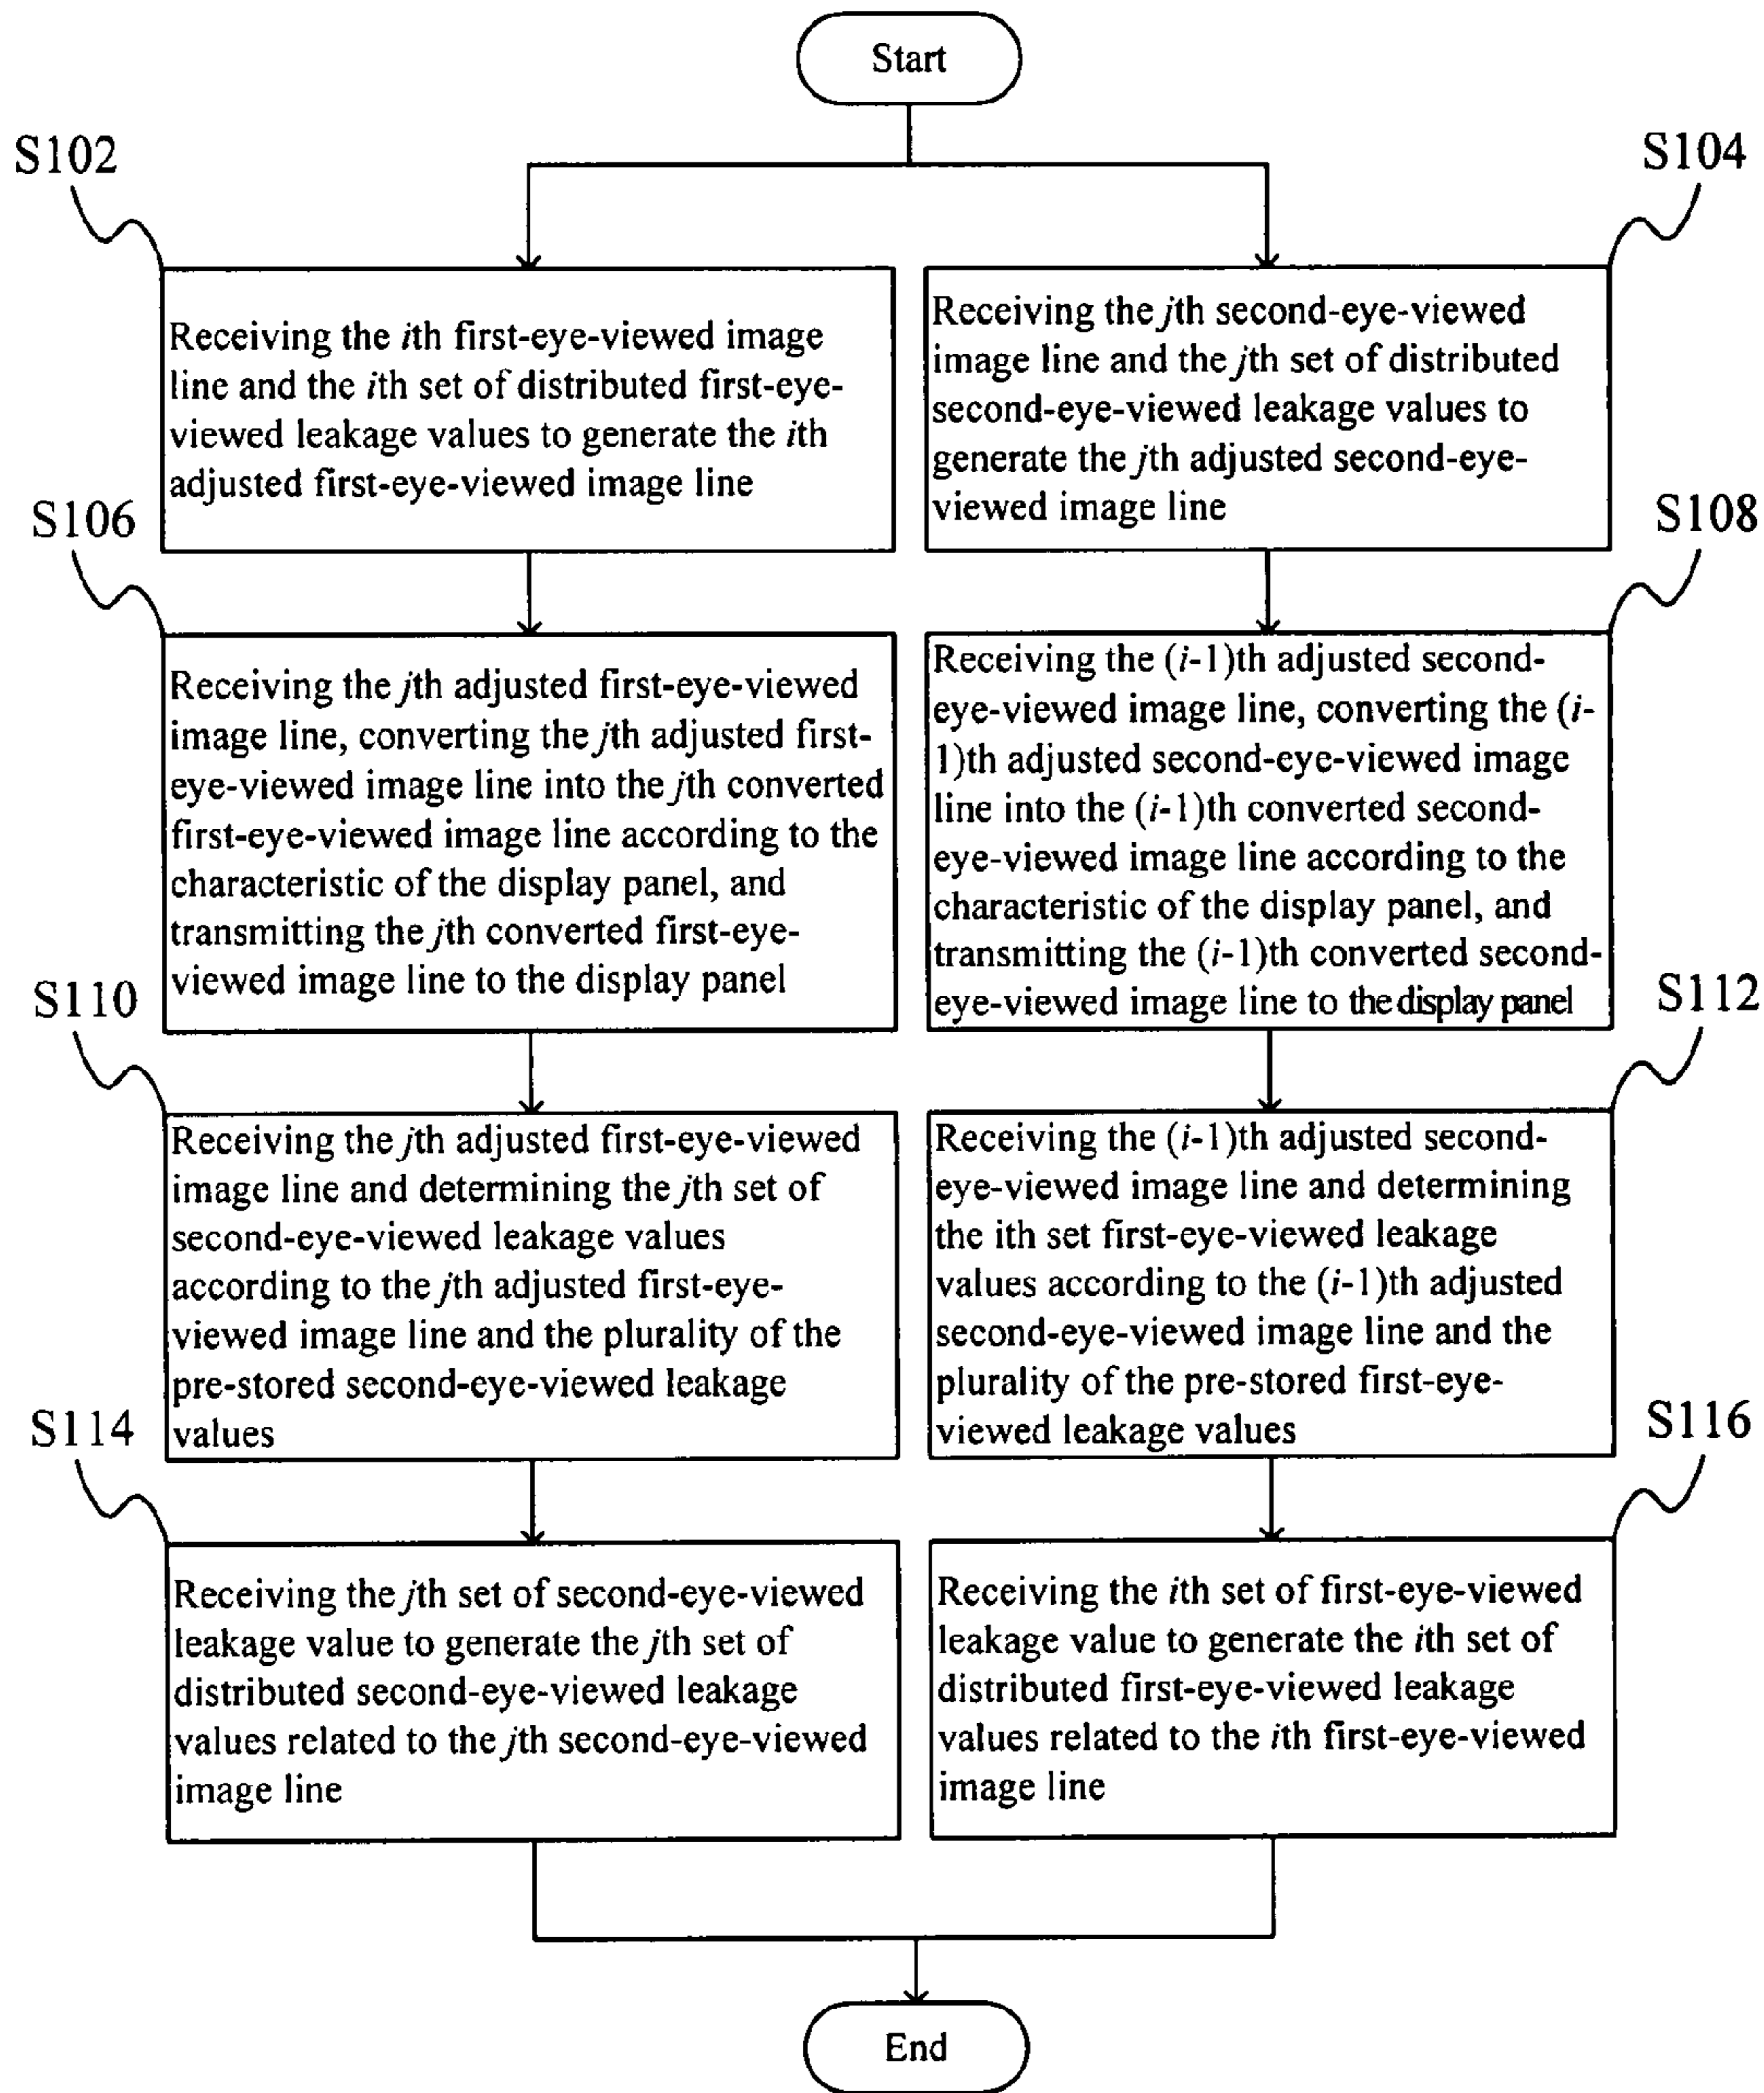 Start
S102
S104
Receiving the ith first-eye-viewed image
line and the ith set of distributed first-eye-
viewed leakage values to generate the ith
adjusted first-eye-viewed image line
Receiving the jth second-eye-viewed
image line and the jth set of distributed
second-eye-viewed leakage values to
generate the jth adjusted second-eye-
viewed image line
S106
S108
Receiving the jth adjusted first-eye-viewed
image line, converting the jth adjusted first-
eye-viewed image line into the jth converted
first-eye-viewed image line according to the
characteristic of the display panel, and
transmitting the jth converted first-eye-
viewed image line to the display panel
Receiving the (i-1)th adjusted second-
eye-viewed image line, converting the (i-
1)th adjusted second-eye-viewed image
line into the (i-1)th converted second-
eye-viewed image line according to the
characteristic of the display panel, and
transmitting the (i-1)th converted second-
eye-viewed image line to the display panel
S110
S112
Receiving the jth adjusted first-eye-viewed
image line and determining the jth set of
second-eye-viewed leakage values
according to the jth adjusted first-eye-
viewed image line and the plurality of the
pre-stored second-eye-viewed leakage
values
Receiving the (i-1)th adjusted second-
eye-viewed image line and determining
the ith set first-eye-viewed leakage
values according to the (i-1)th adjusted
second-eye-viewed image line and the
plurality of the pre-stored first-eye-
viewed leakage values
S114
S116
Receiving the jth set of second-eye-viewed
leakage value to generate the jth set of
distributed second-eye-viewed leakage
values related to the jth second-eye-viewed
image line
Receiving the ith set of first-eye-viewed
leakage value to generate the ith set of
distributed first-eye-viewed leakage
values related to the ith first-eye-viewed
image line
End